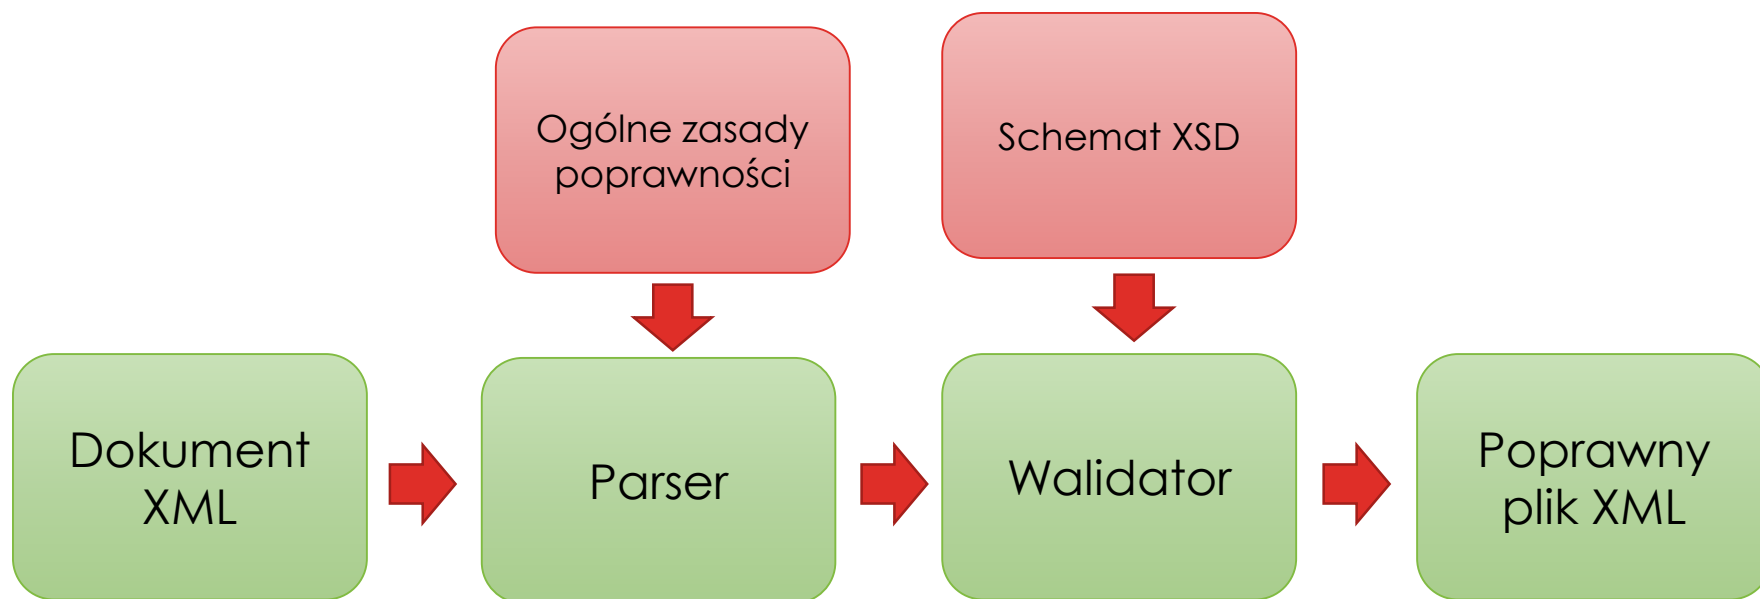 Ogólne zasady
poprawności
Schemat XSD
Dokument
XML
Parser
Walidator
Poprawny
plik XML